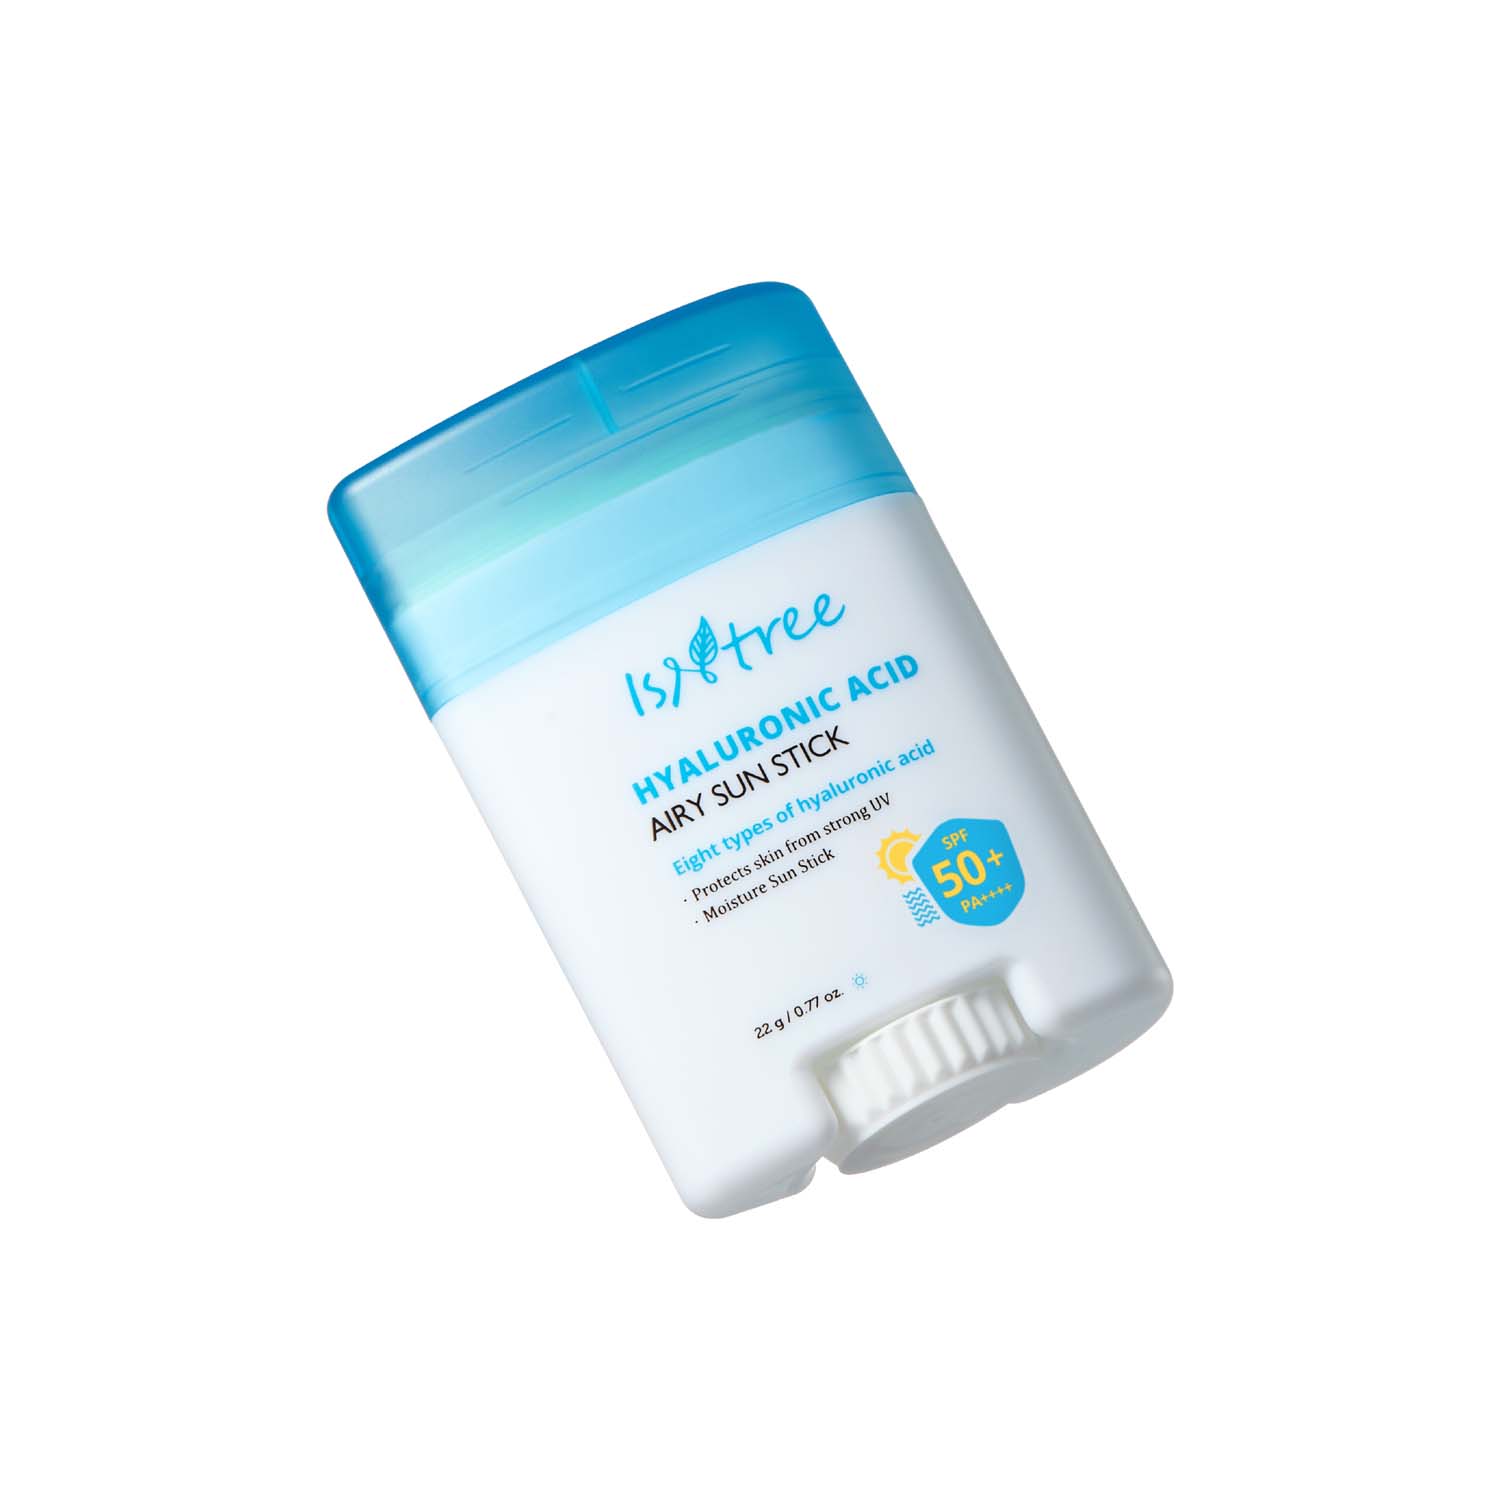 Isntree
HYALURONIC ACID
AIRY SUN STICK
Eight types of hyaluronic acid
· Protects skin from strong UV
· Moisture Sun Stick
SPF
50+
PA++++
22 g / 0.77 oz.